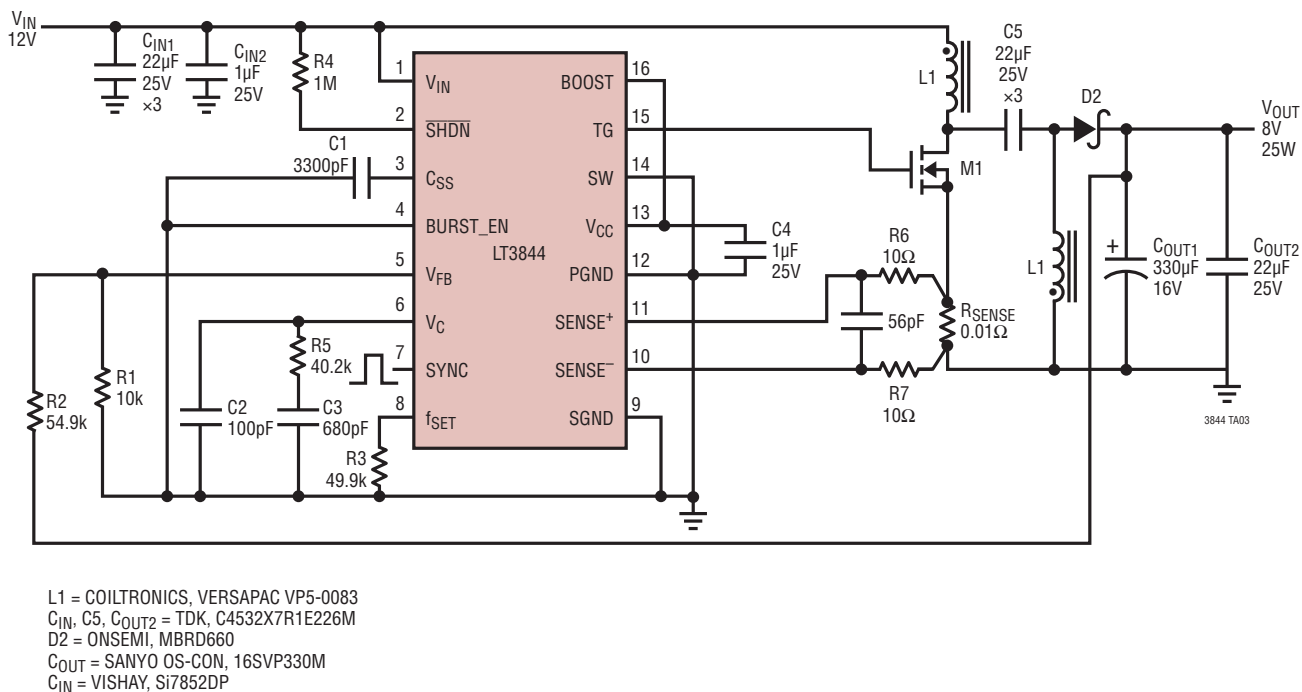 VIN
12V
CIN1
22µF
25V
×3
CIN2
1µF
25V
R4
1M
C1
3300pF
1
VIN
2
SHDN
3
CSS
4
BURST_EN
5
VFB
6
VC
7
SYNC
8
fSET
LT3844
16
BOOST
15
TG
14
SW
13
VCC
12
PGND
11
SENSE+
10
SENSE−
9
SGND
R2
54.9k
R1
10k
C2
100pF
R5
40.2k
C3
680pF
R3
49.9k
C4
1µF
25V
L1
M1
C5
22µF
25V
×3
D2
VOUT
8V
25W
R6
10Ω
56pF
R7
10Ω
RSENSE
0.01Ω
L1
+
COUT1
330µF
16V
COUT2
22µF
25V
3844 TA03
L1 = COILTRONICS, VERSAPAC VP5-0083
CIN, C5, COUT2 = TDK, C4532X7R1E226M
D2 = ONSEMI, MBRD660
COUT = SANYO OS-CON, 16SVP330M
CIN = VISHAY, Si7852DP